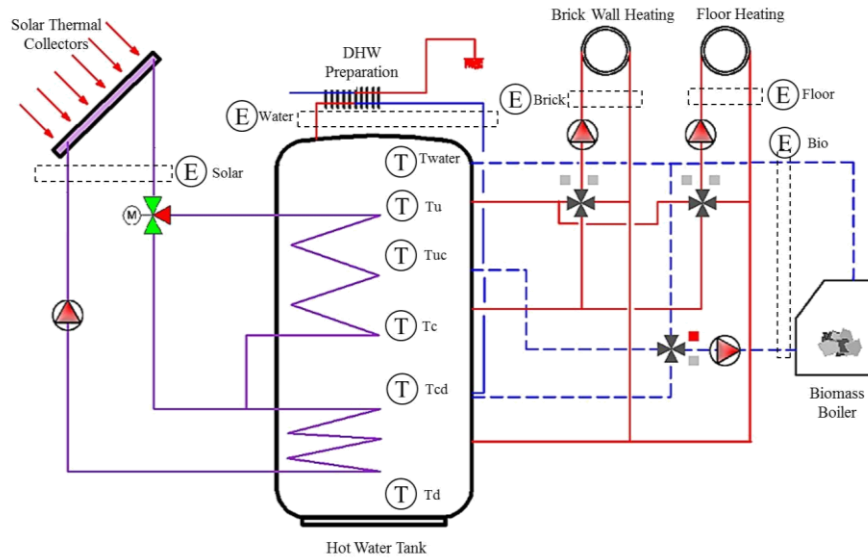 Solar Thermal
Collectors
DHW
Preparation
Brick Wall Heating
Floor Heating
E Water
E Brick
E Floor
E Bio
E Solar
T Twater
M
T Tu
T Tuc
T Tc
T Tcd
T Td
Biomass
Boiler
Hot Water Tank